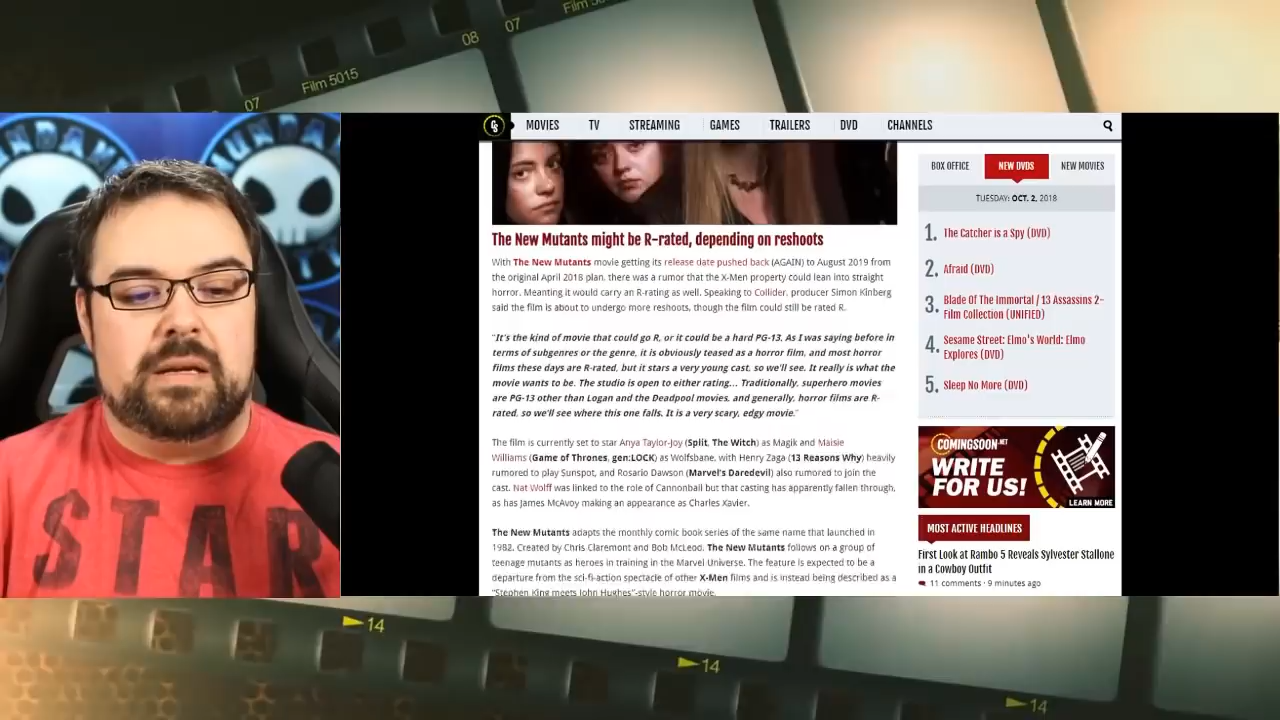 08
07
Film 5015
07
MUNDANE
MUNDAN
STAR
GS
MOVIES TV STREAMING GAMES TRAILERS DVD CHANNELS
The New Mutants might be R-rated, depending on reshoots
With The New Mutants movie getting its release date pushed back (AGAIN) to August 2019 from
the original April 2018 plan, there was a rumor that the X-Men property could lean into straight
horror. Meanting it would carry an R-rating as well. Speaking to Collider, producer Simon Kinberg
said the film is about to undergo more reshoots, though the film could still be rated R.
"It's the kind of movie that could go R, or it could be a hard PG-13. As I was saying before in
terms of subgenres or the genre, it is obviously teased as a horror film, and most horror
films these days are R-rated, but it stars a very young cast, so we'll see. It really is what the
movie wants to be. The studio is open to either rating... Traditionally, superhero movies
are PG-13 other than Logan and the Deadpool movies, and generally, horror films are R-
rated, so we'll see where this one falls. It is a very scary, edgy movie."
The film is currently set to star Anya Taylor-Joy (Split, The Witch) as Magik and Maisie
Williams (Game of Thrones, gen:LOCK) as Wolfsbane, with Henry Zaga (13 Reasons Why) heavily
rumored to play Sunspot, and Rosario Dawson (Marvel's Daredevil) also rumored to join the
cast. Nat Wolff was linked to the role of Cannonball but that casting has apparently fallen through,
as has James McAvoy making an appearance as Charles Xavier.
The New Mutants adapts the monthly comic book series of the same name that launched in
1982. Created by Chris Claremont and Bob McLeod, The New Mutants follows on a group of
teenage mutants as heroes in training in the Marvel Universe. The feature is expected to be a
departure from the sci-fi-action spectacle of other X-Men films and is instead being described as a
"Stephen King meets John Hughes"-style horror movie.
BOX OFFICE NEW DVDS NEW MOVIES
TUESDAY: OCT. 2, 2018
1. The Catcher is a Spy (DVD)
2. Afraid (DVD)
3. Blade Of The Immortal / 13 Assassins 2-
Film Collection (UNIFIED)
4. Sesame Street: Elmo's World: Elmo
Explores (DVD)
5. Sleep No More (DVD)
COMINGSOON.NET
WRITE
FOR US!
LEARN MORE
MOST ACTIVE HEADLINES
First Look at Rambo 5 Reveals Sylvester Stallone
in a Cowboy Outfit
11 comments · 9 minutes ago
14
14
14